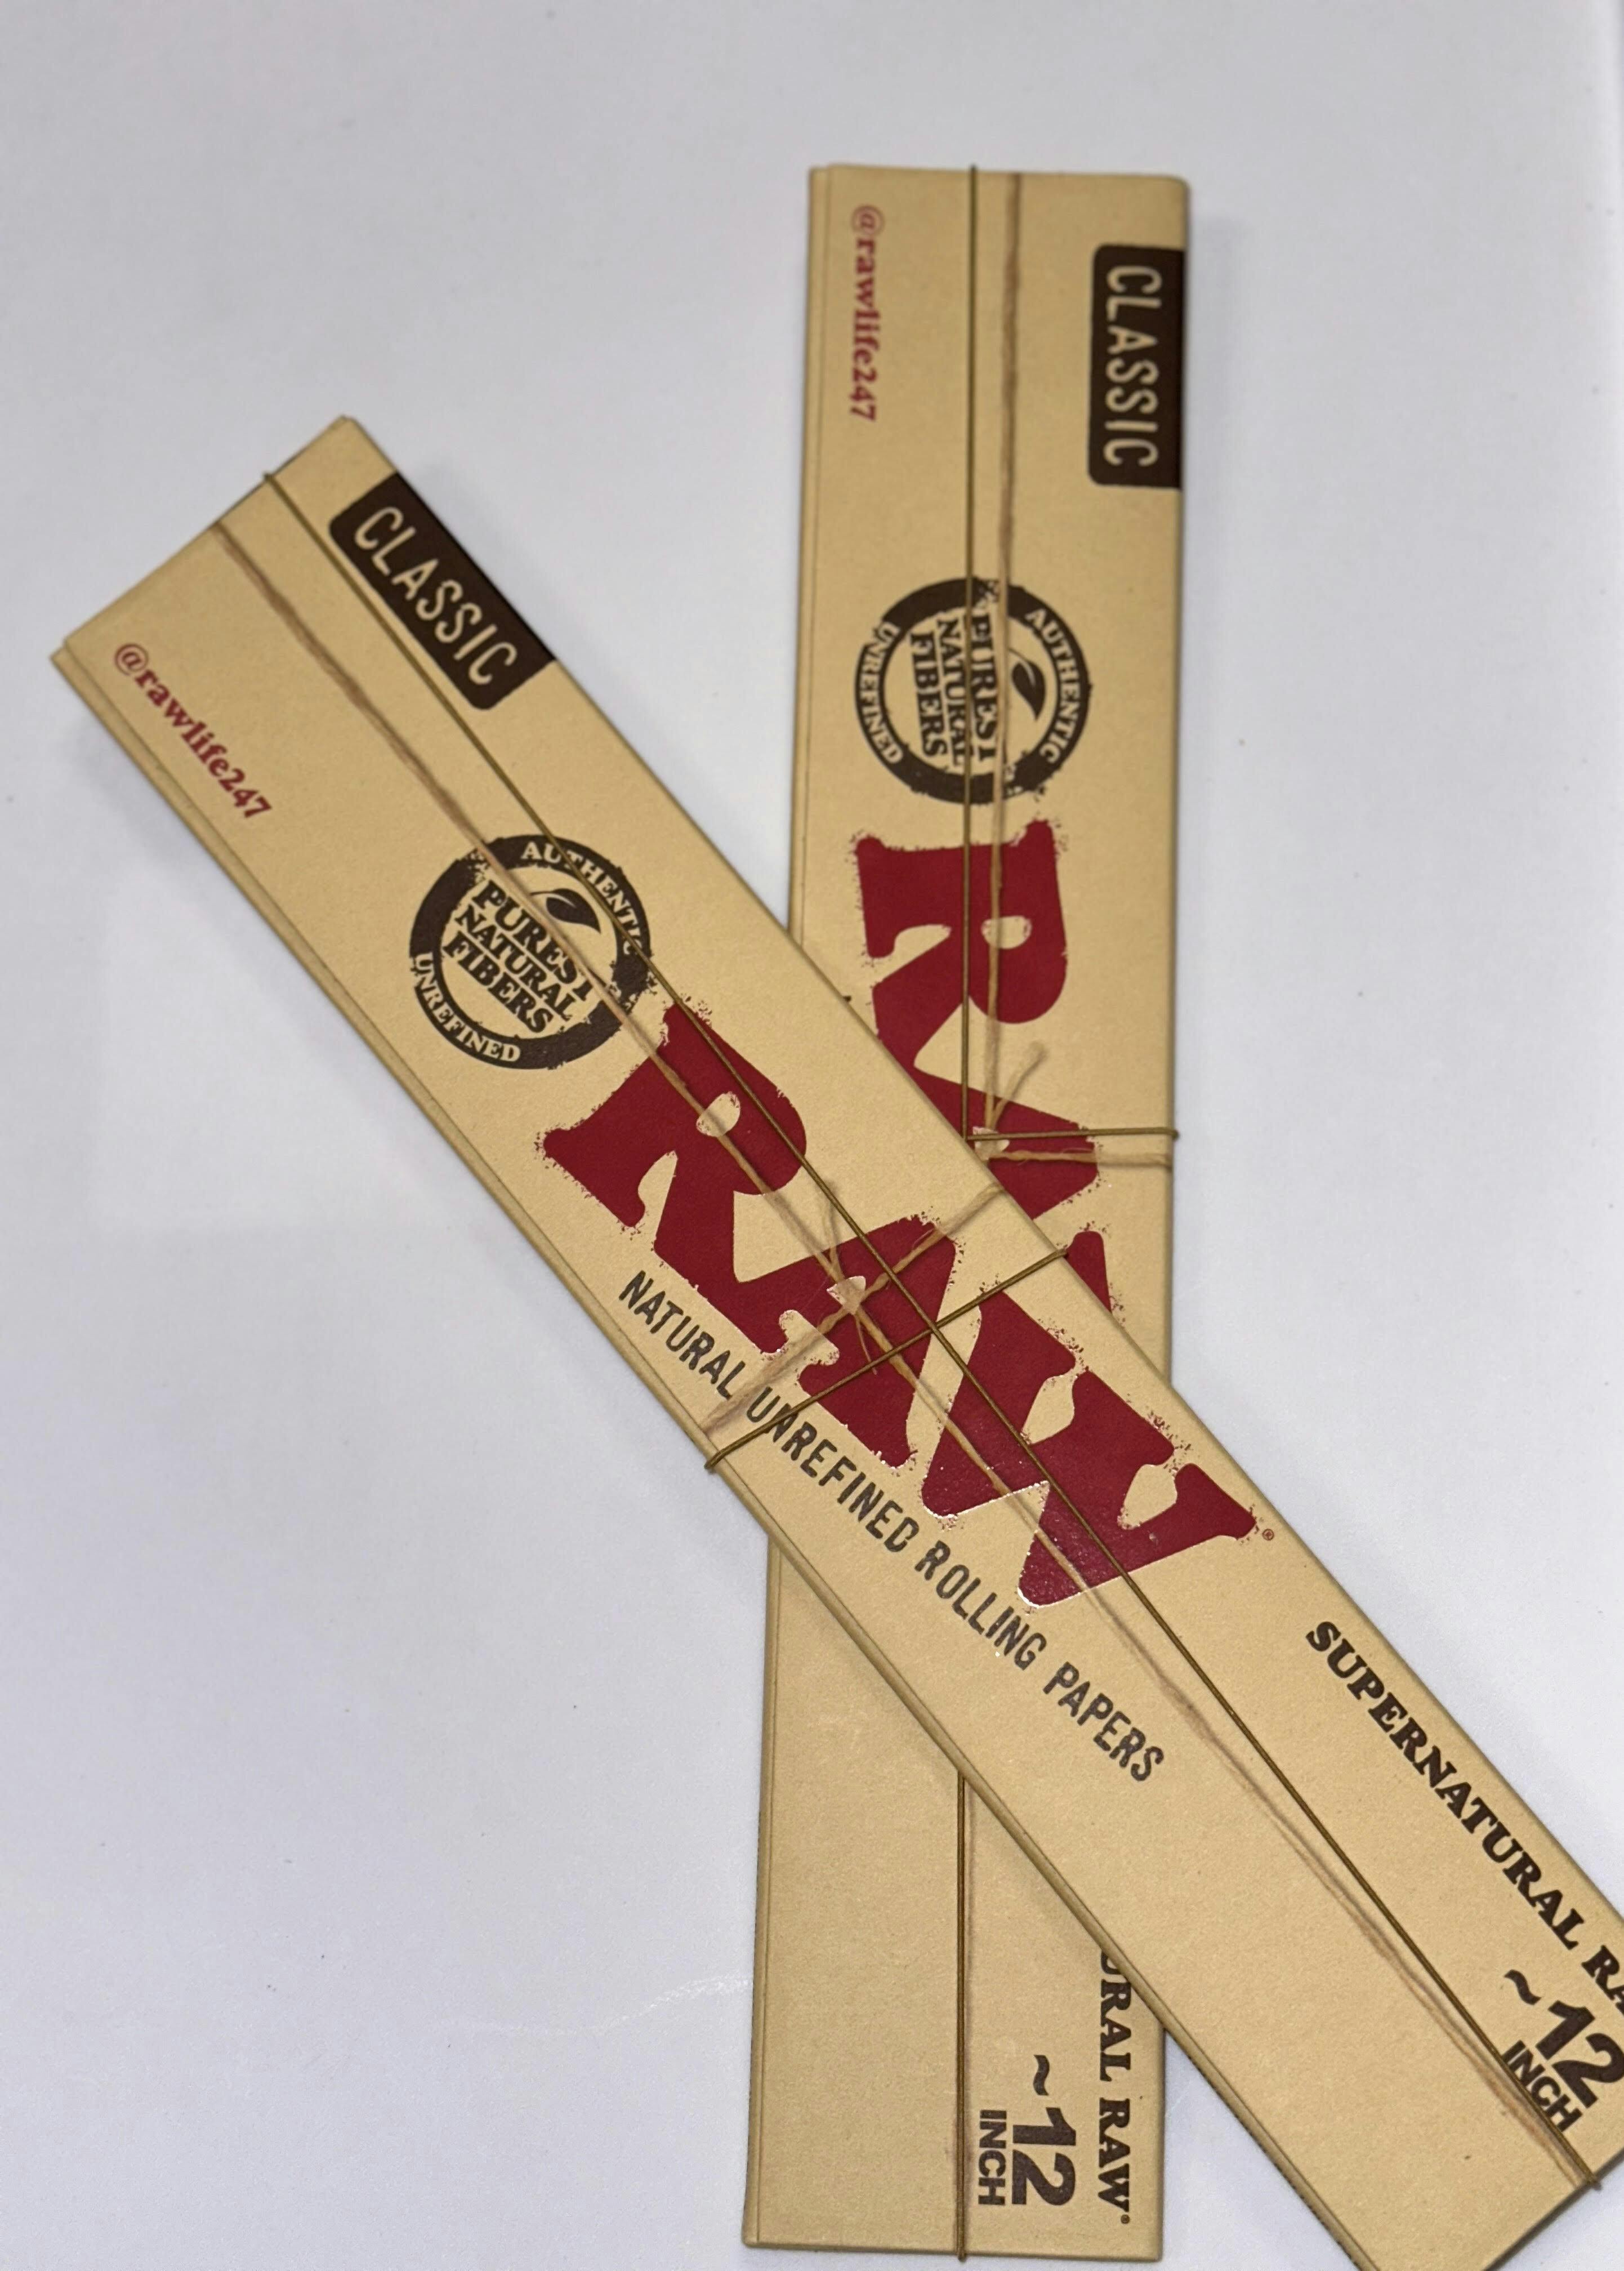 @rawlife247
CLASSIC
AUTHENTIC
PUREST
NATURAL
FIBERS
UNREFINED
RA
URAL RAW®
~12
INCH
CLASSIC
@rawlife247
AUTHENTIC
PUREST
NATURAL
FIBERS
UNREFINED
RAW®
NATURAL UNREFINED ROLLING PAPERS
SUPERNATURAL RA
~12
INCH